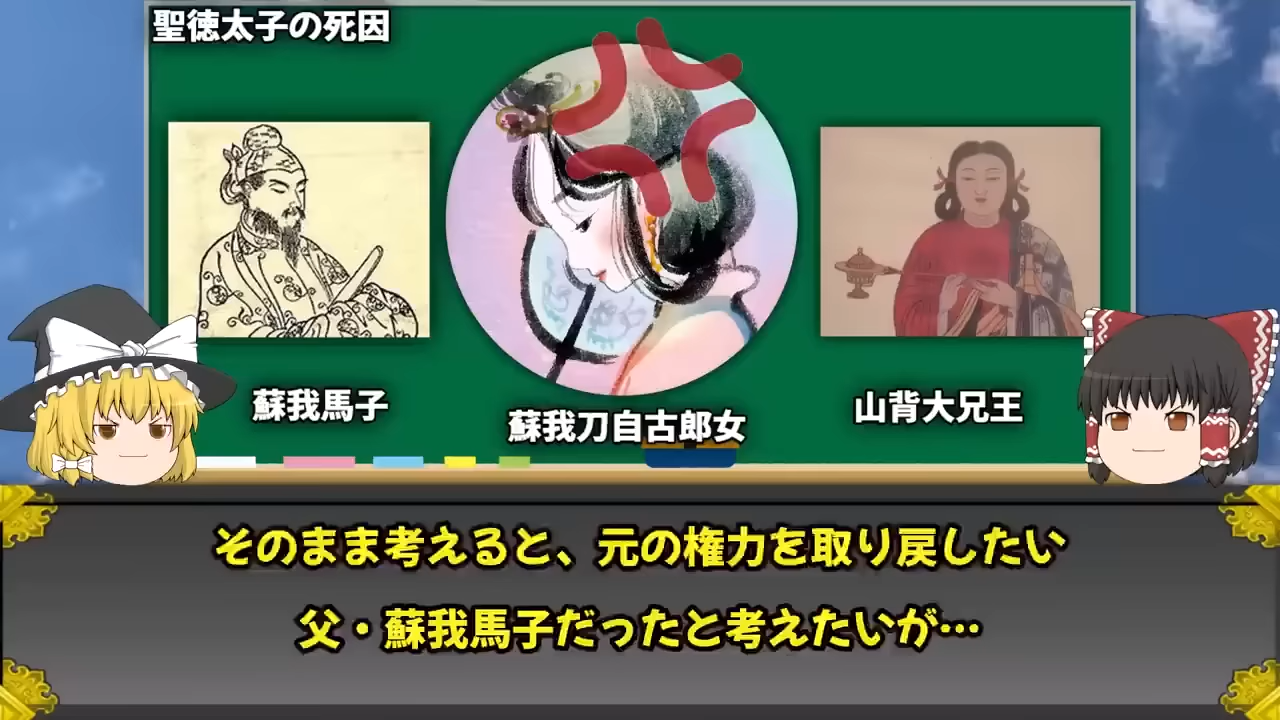 聖徳太子の死因
蘇我馬子
蘇我刀自古郎女
山背大兄王
そのまま考えると、元の権力を取り戻したい
父・蘇我馬子だったと考えたいが…